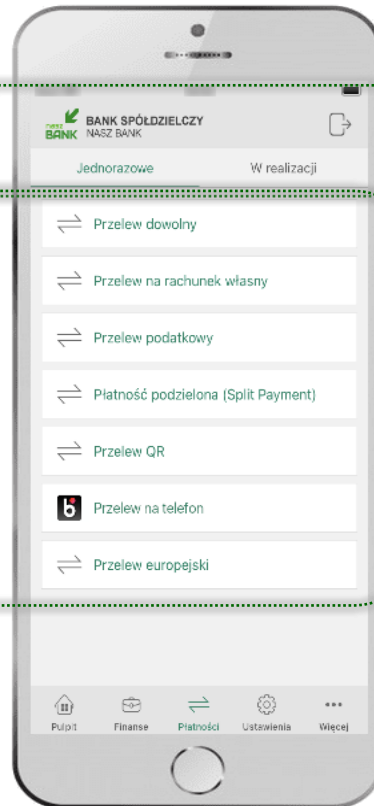 nasz
BANK
BANK SPÓŁDZIELCZY
NASZ BANK
Jednorazowe
W realizacji
Przelew dowolny
Przelew na rachunek własny
Przelew podatkowy
Płatność podzielona (Split Payment)
Przelew QR
Przelew na telefon
Przelew europejski
Pulpit
Finanse
Płatności
Ustawienia
Więcej